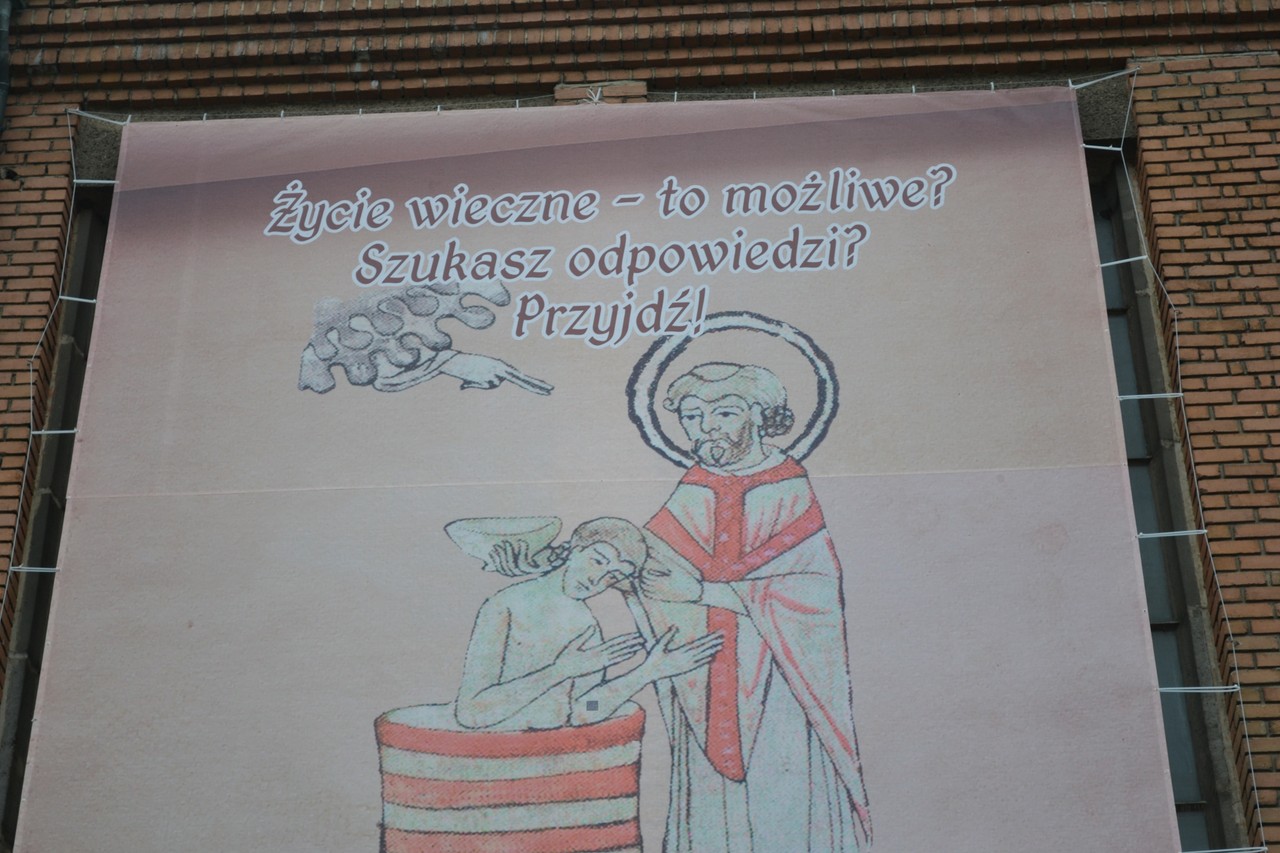 Życie wieczne – to możliwe?
Szukasz odpowiedzi?
Przyjdź!